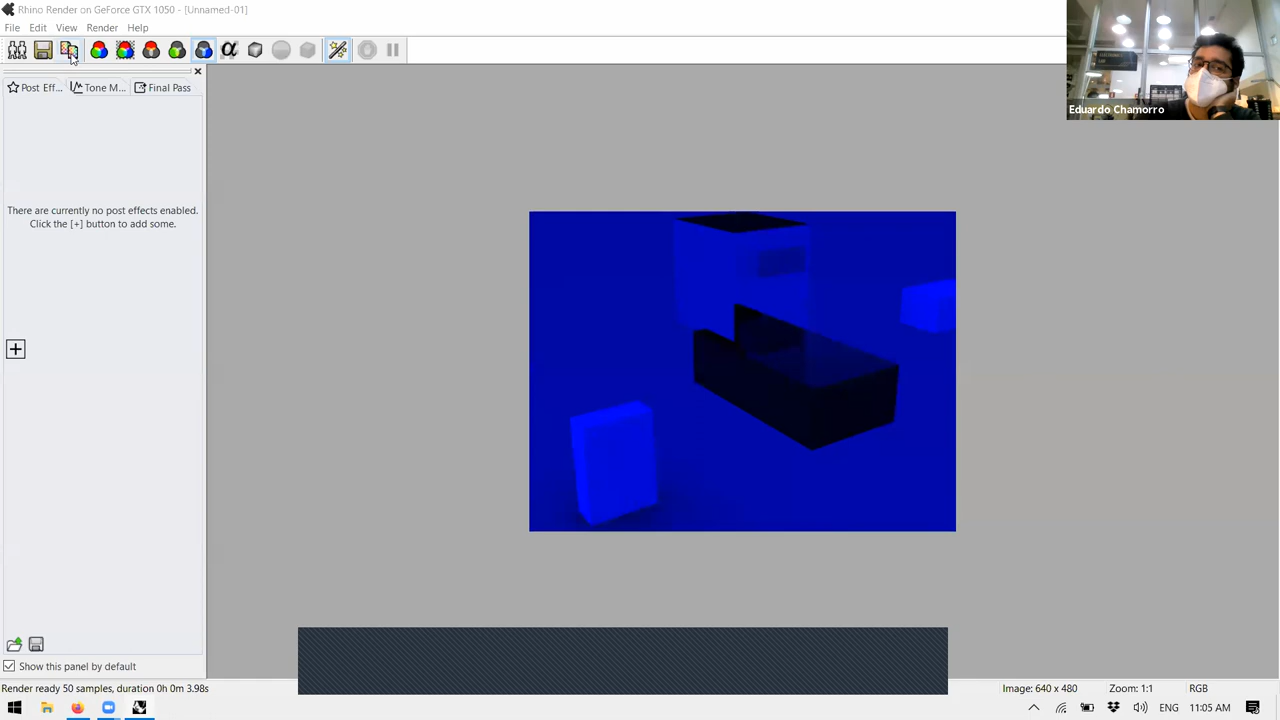 Rhino Render on GeForce GTX 1050 - [Unnamed-01]
File Edit View Render Help
α
Post Eff... Tone M... Final Pass
Eduardo Chamorro
There are currently no post effects enabled.
Click the [+] button to add some.
Show this panel by default
Render ready 50 samples, duration 0h 0m 3.98s
Image: 640 x 480 Zoom: 1:1 RGB
ENG 11:05 AM